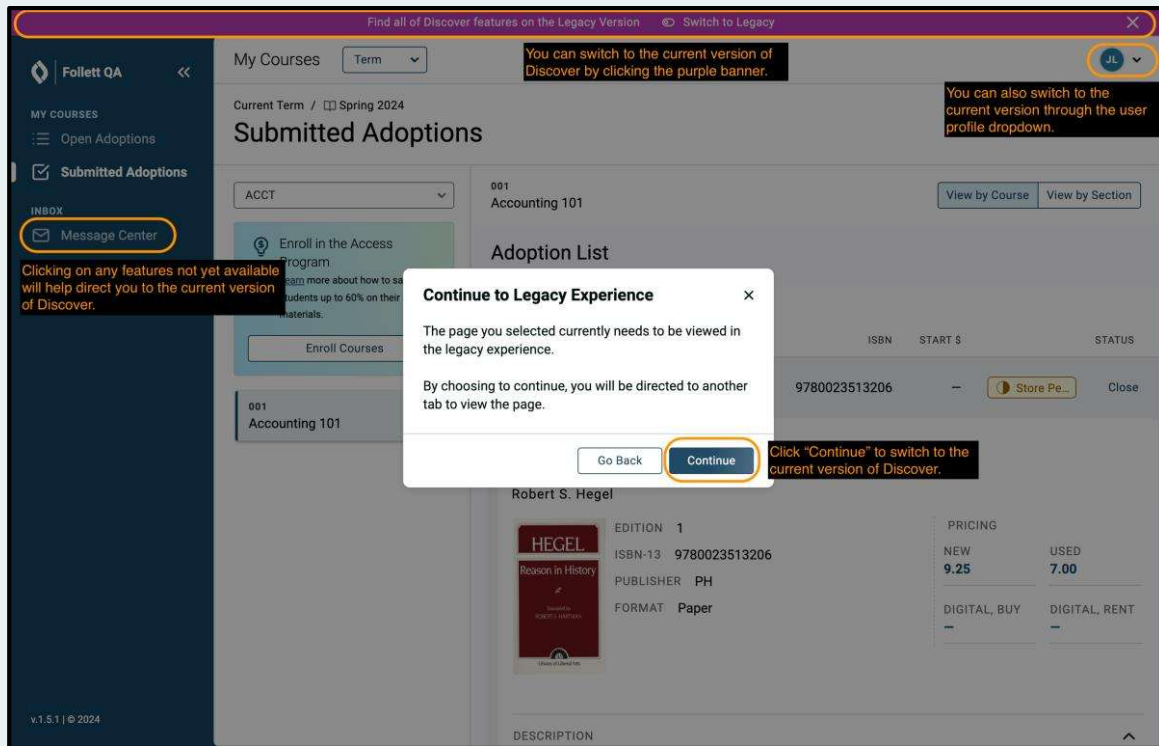 Find all of Discover features on the Legacy Version Switch to Legacy
Follett QA
My Courses Term
You can switch to the current version of
Discover by clicking the purple banner.
JL
You can also switch to the
current version through the user
profile dropdown.
MY COURSES
Open Adoptions
Submitted Adoptions
INBOX
Message Center
Clicking on any features not yet available
will help direct you to the current version
of Discover.
v.1.5.1 | © 2024
Current Term / Spring 2024
Submitted Adoptions
ACCT
Enroll in the Access
Program
more about how to sa
students up to 60% on their
materials.
Enroll Courses
001
Accounting 101
001
Accounting 101
View by Course View by Section
Adoption List
ISBN START $ STATUS
9780023513206 – Store Pe... Close
Continue to Legacy Experience
The page you selected currently needs to be viewed in
the legacy experience.
By choosing to continue, you will be directed to another
tab to view the page.
Go Back Continue
Click “Continue” to switch to the
current version of Discover.
Robert S. Hegel
HEGEL
Reason in History
EDITION 1
ISBN-13 9780023513206
PUBLISHER PH
FORMAT Paper
PRICING
NEW USED
9.25 7.00
DIGITAL, BUY DIGITAL, RENT
– –
DESCRIPTION